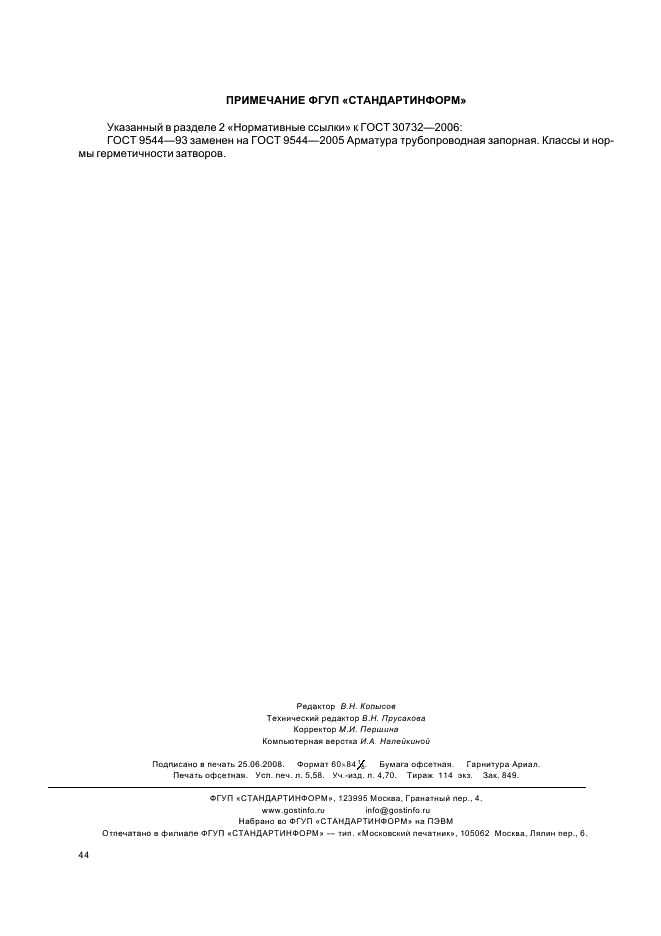 ПРИМЕЧАНИЕ ФГУП «СТАНДАРТИНФОРМ»
Указанный в разделе 2 «Нормативные ссылки» к ГОСТ 30732—2006:
ГОСТ 9544—93 заменен на ГОСТ 9544—2005 Арматура трубопроводная запорная. Классы и нор-
мы герметичности затворов.
Редактор В.Н. Копысов
Технический редактор В.Н. Прусакова
Корректор М.И. Першина
Компьютерная верстка И.А. Налейкиной
Подписано в печать 25.06.2008. Формат 60×84 Бумага офсетная. Гарнитура Ариал.
Печать офсетная. Усп. печ. л. 5,58. Уч.-изд. л. 4,70. Тираж 114 экз. Зак. 849.
ФГУП «СТАНДАРТИНФОРМ», 123995 Москва, Гранатный пер., 4.
www.gostinfo.ru info@gostinfo.ru
Набрано во ФГУП «СТАНДАРТИНФОРМ» на ПЭВМ
Отпечатано в филиале ФГУП «СТАНДАРТИНФОРМ» — тип. «Московский печатник», 105062 Москва, Лялин пер., 6.
44